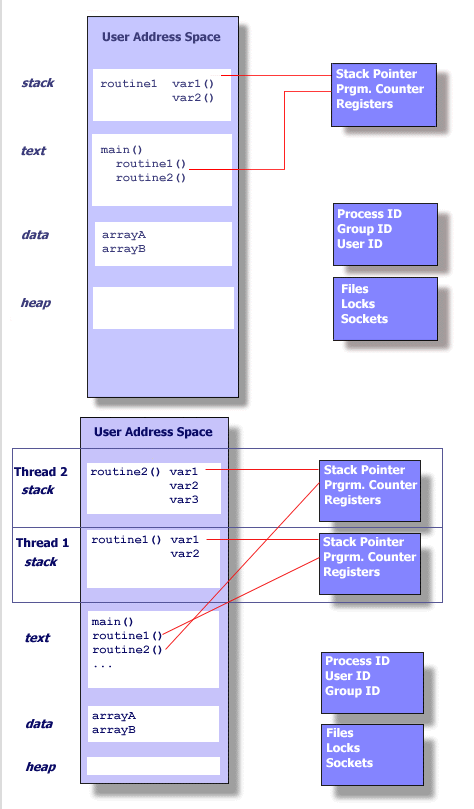 User Address Space
stack
routine1 var1()
var2()
Stack Pointer
Prgm. Counter
Registers
text
main()
routine1()
routine2()
data
arrayA
arrayB
Process ID
Group ID
User ID
heap
Files
Locks
Sockets
User Address Space
Thread 2
stack
routine2() var1
var2
var3
Stack Pointer
Prgrm. Counter
Registers
Thread 1
stack
routine1() var1
var2
Stack Pointer
Prgrm. Counter
Registers
text
main()
routine1()
routine2()
...
Process ID
User ID
Group ID
data
arrayA
arrayB
heap
Files
Locks
Sockets